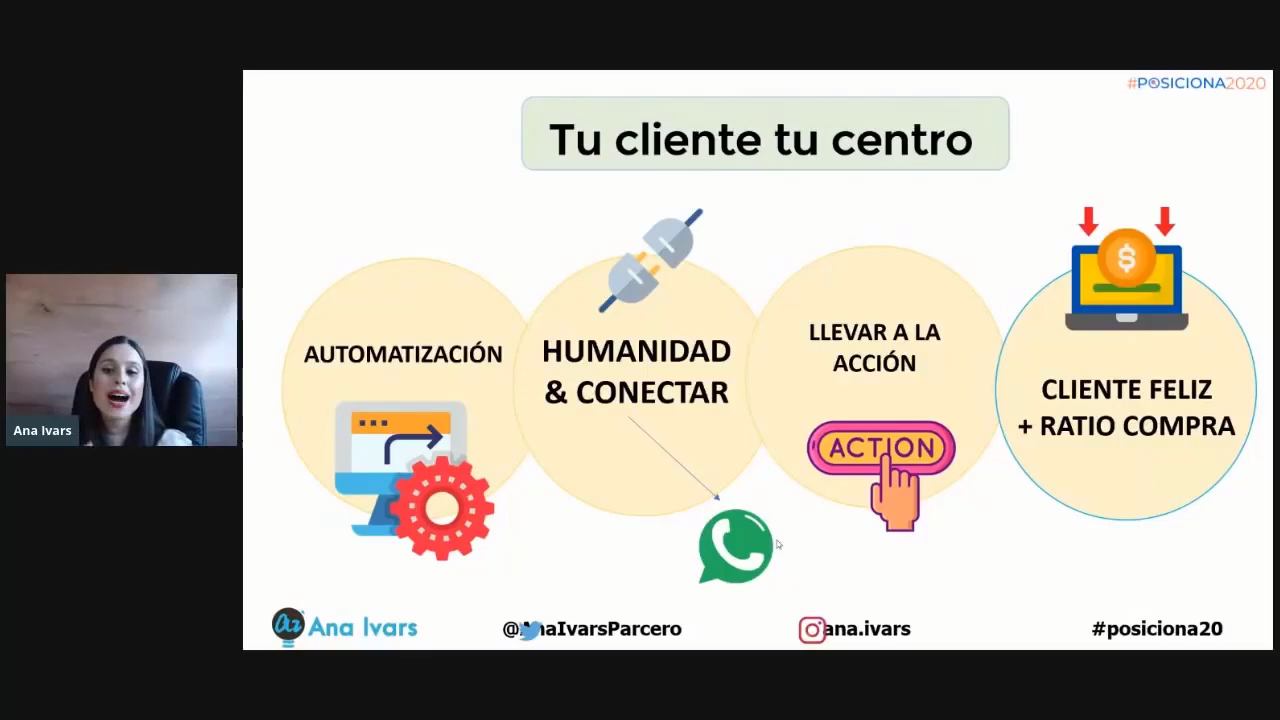 #POSICIONA2020
Tu cliente tu centro
AUTOMATIZACIÓN
HUMANIDAD
& CONECTAR
LLEVAR A LA
ACCIÓN
ACTION
$
CLIENTE FELIZ
+ RATIO COMPRA
Ana Ivars
Ana Ivars
@AnaIvarsParcero
ana.ivars
#posiciona20